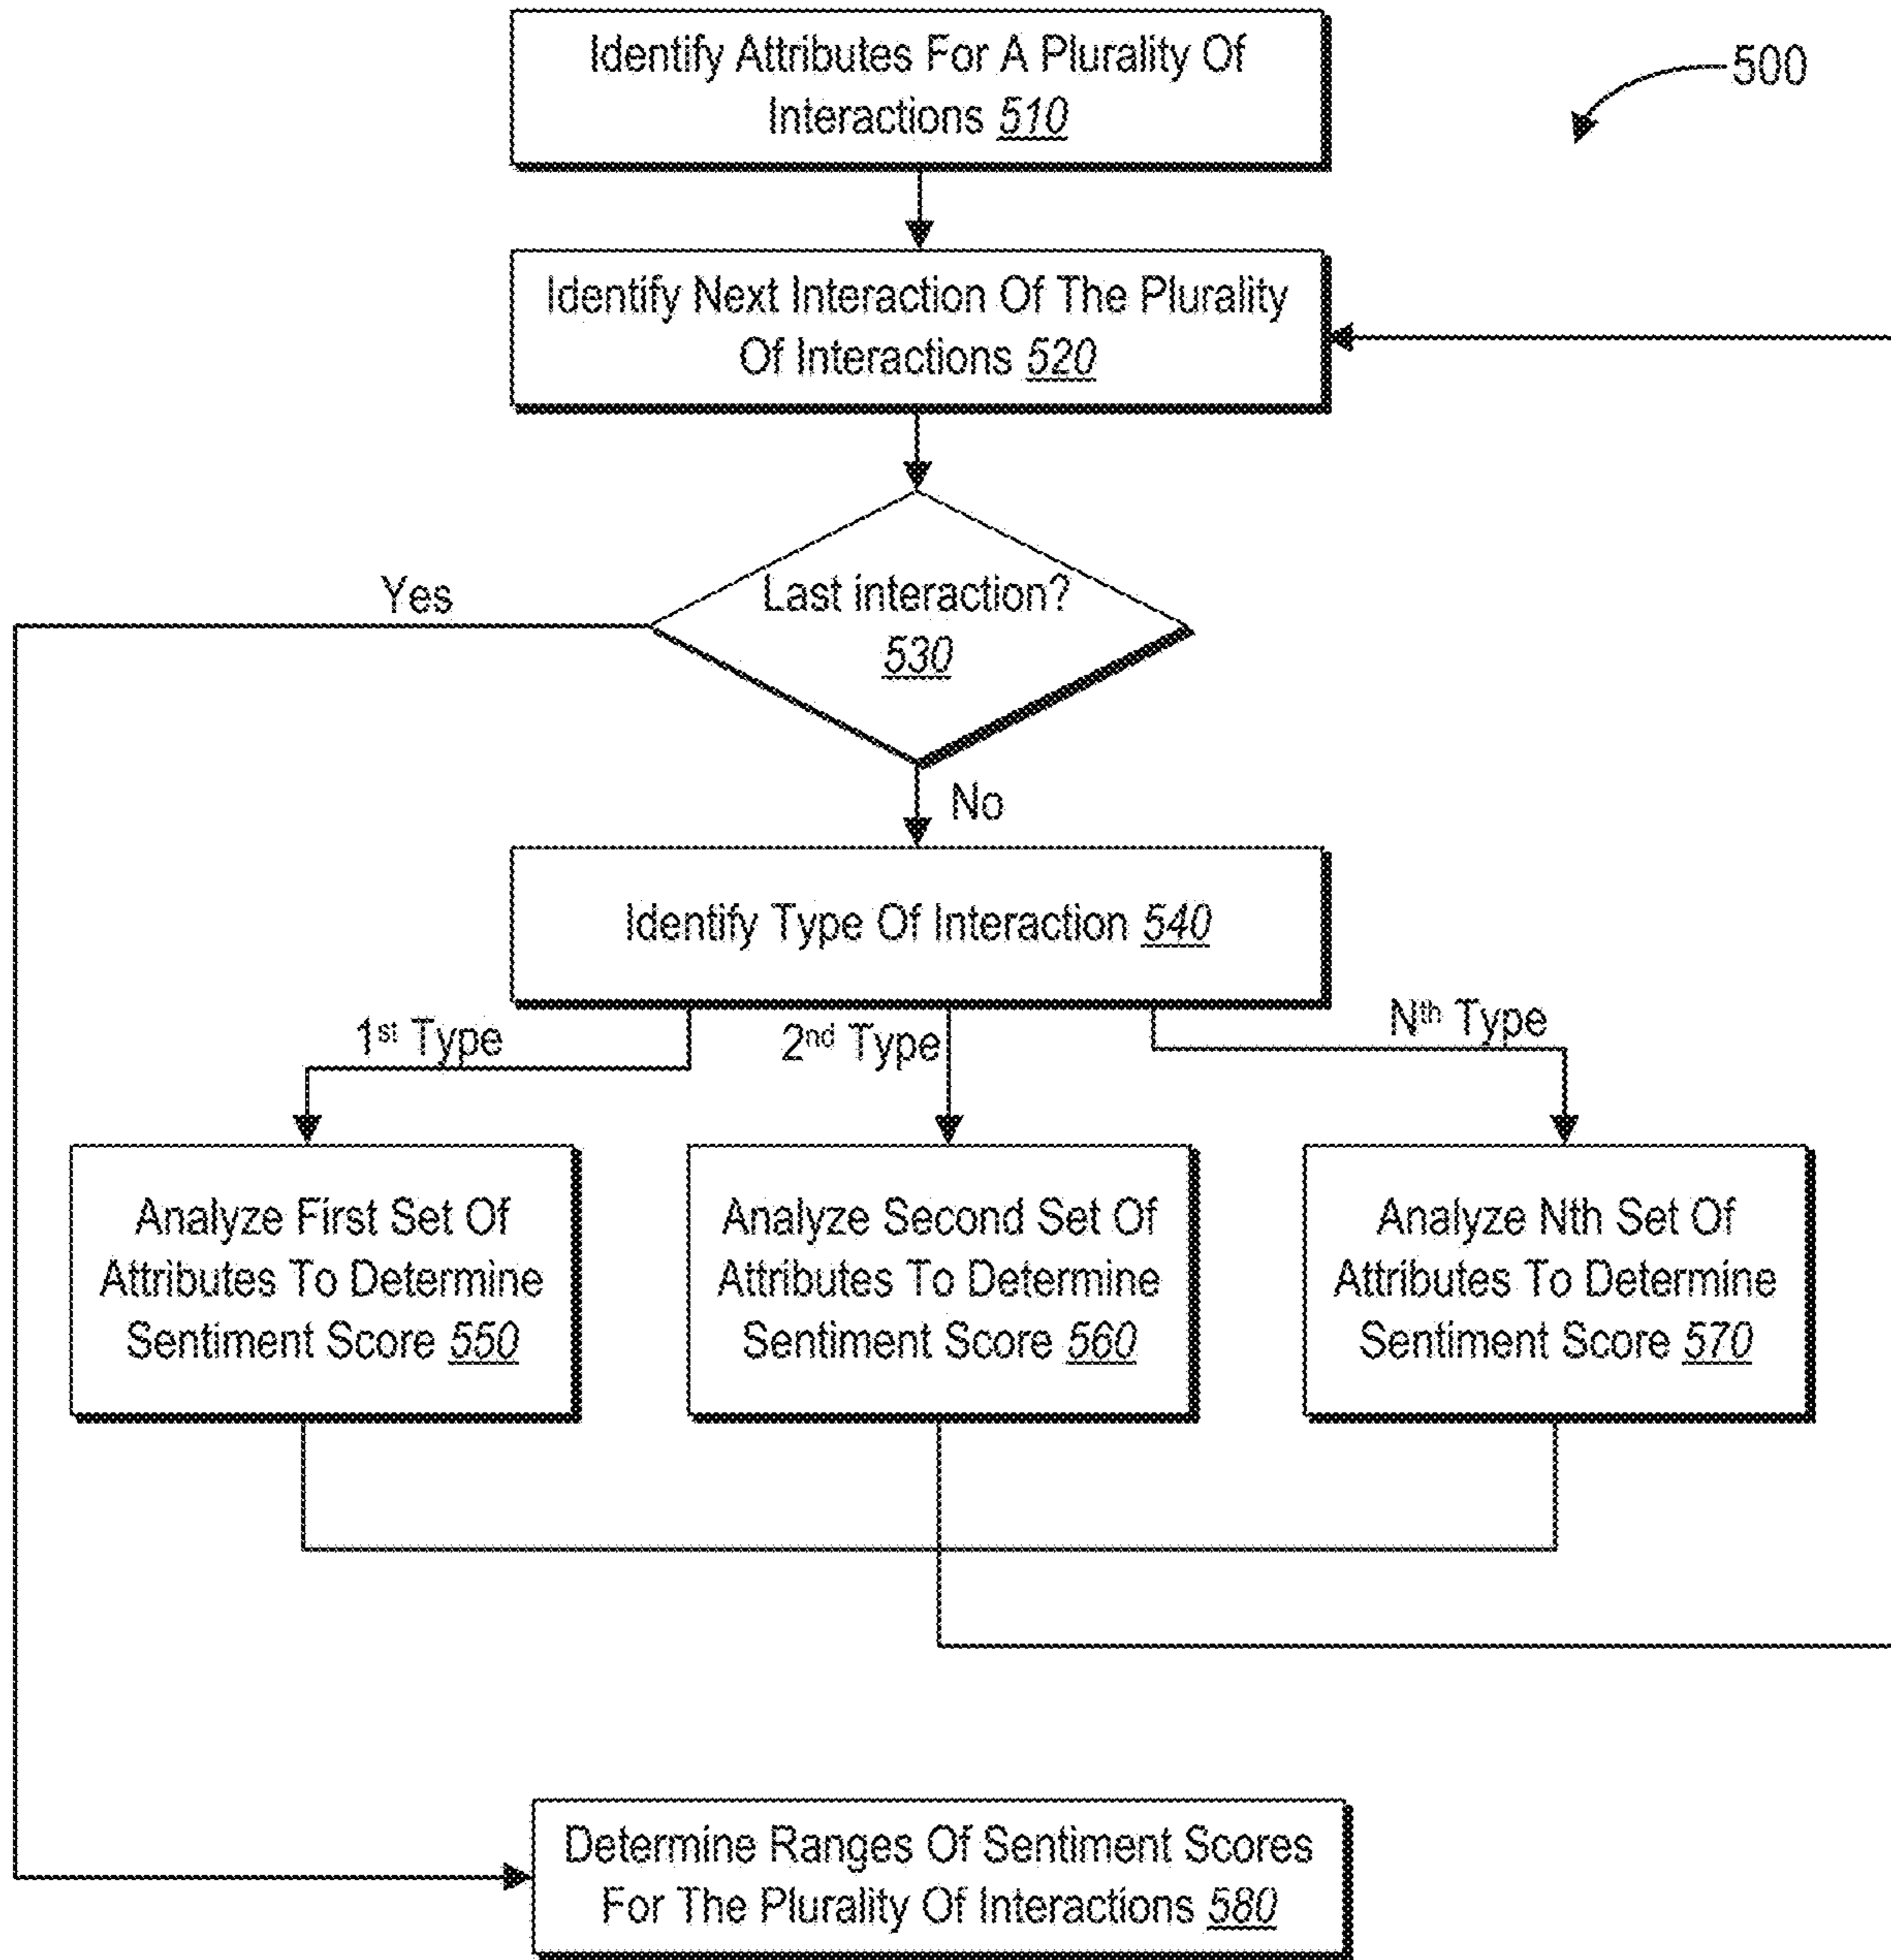 Identify Attributes For A Plurality Of
Interactions 510
500
Identify Next Interaction Of The Plurality
Of Interactions 520
Last interaction?
530
Yes
No
Identify Type Of Interaction 540
1st Type
2nd Type
Nth Type
Analyze First Set Of
Attributes To Determine
Sentiment Score 550
Analyze Second Set Of
Attributes To Determine
Sentiment Score 560
Analyze Nth Set Of
Attributes To Determine
Sentiment Score 570
Determine Ranges Of Sentiment Scores
For The Plurality Of Interactions 580